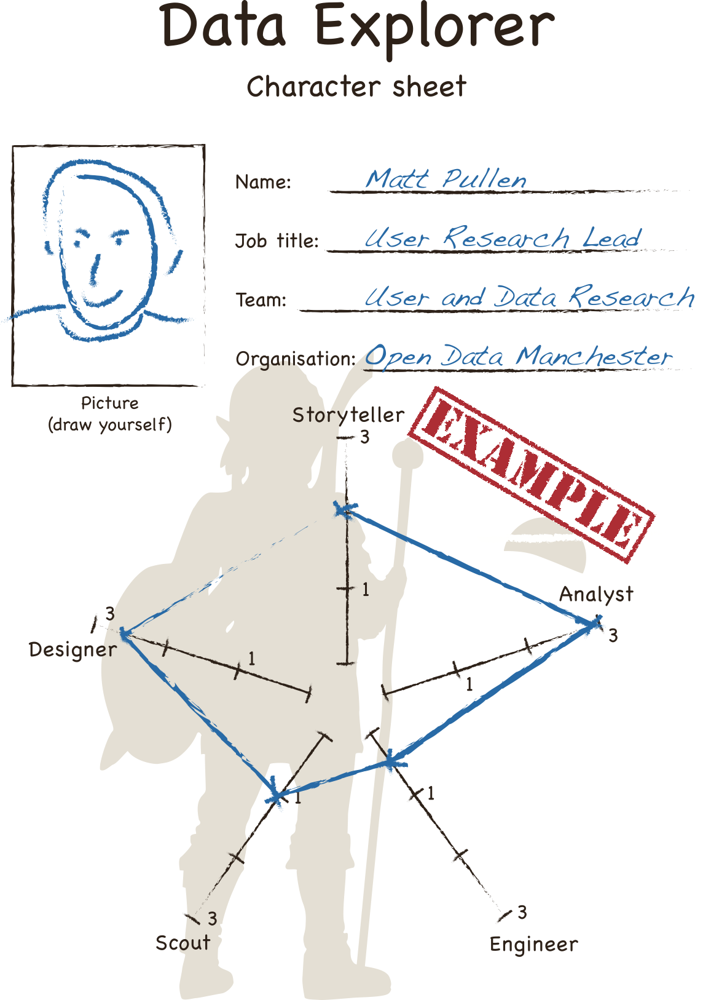 Data Explorer
Character sheet
Name: Matt Pullen
Job title: User Research Lead
Team: User and Data Research
Organisation: Open Data Manchester
Picture
(draw yourself)
Storyteller
3
EXAMPLE
1
Analyst
3
1
3
Designer
1
1
3
Scout
1
3
Engineer